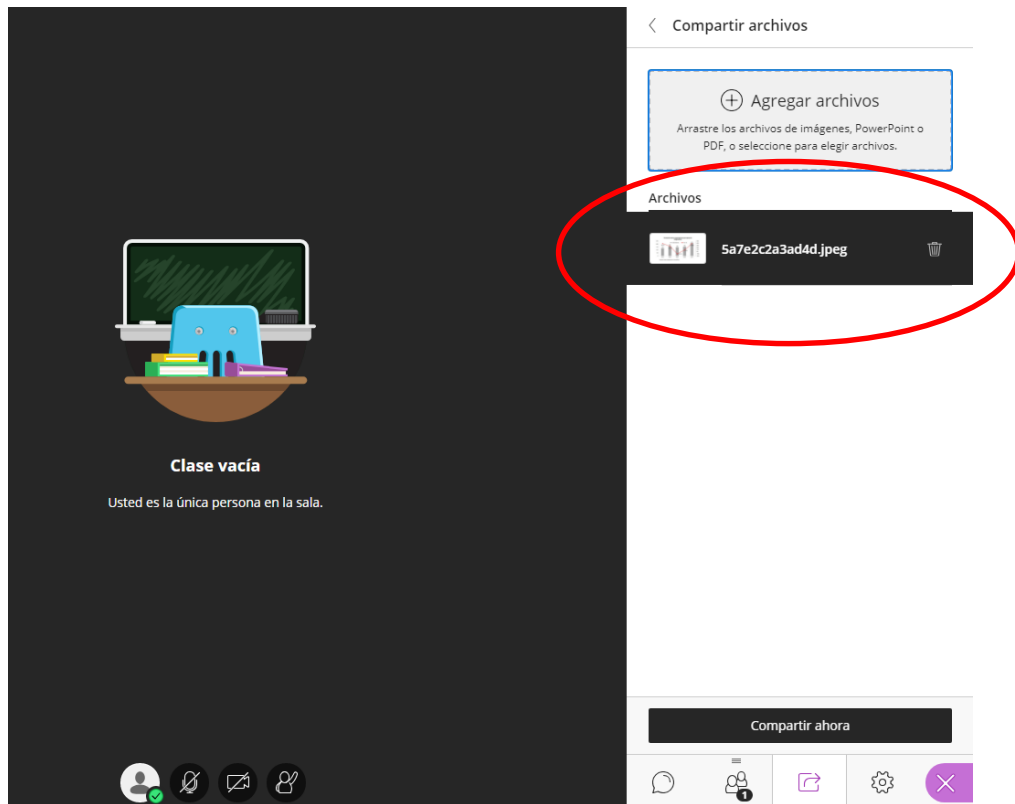 Compartir archivos
Agregar archivos
Arrastre los archivos de imágenes, PowerPoint o
PDF, o seleccione para elegir archivos.
Archivos
5a7e2c2a3ad4d.jpeg
Clase vacía
Usted es la única persona en la sala.
Compartir ahora
1